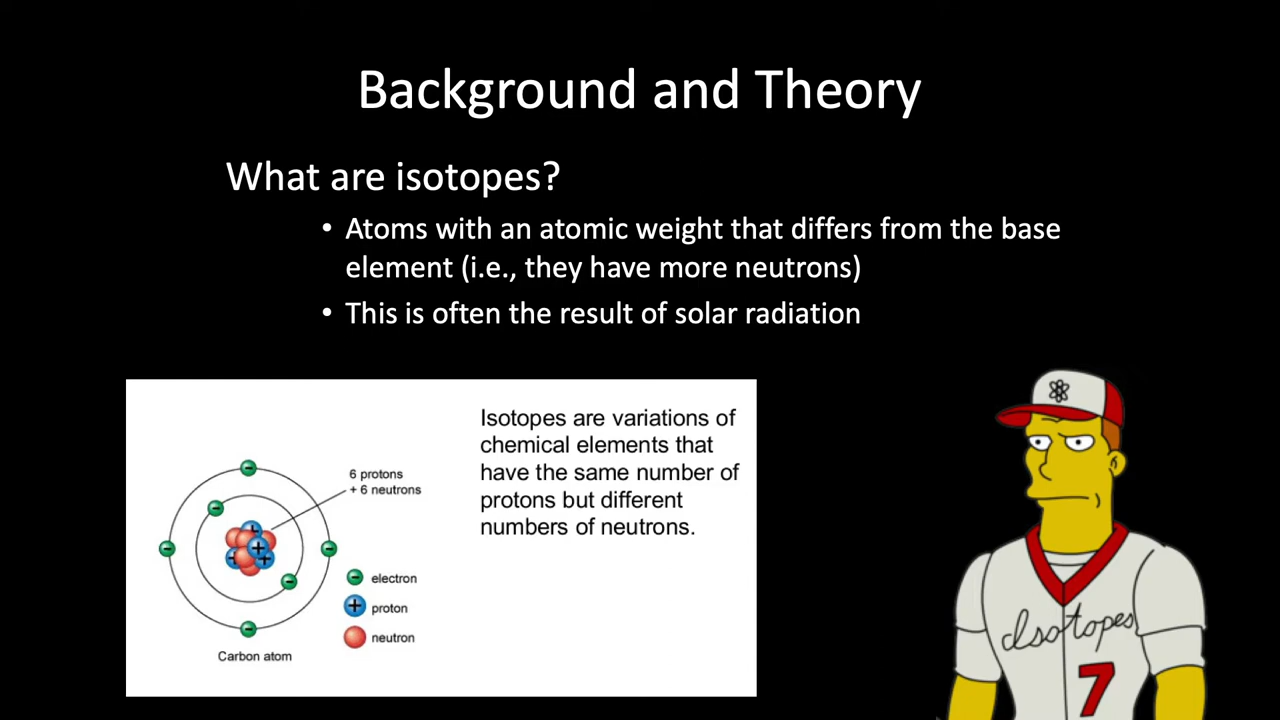 Background and Theory
What are isotopes?
• Atoms with an atomic weight that differs from the base
element (i.e., they have more neutrons)
• This is often the result of solar radiation
Isotopes are variations of
chemical elements that
have the same number of
protons but different
numbers of neutrons.
6 protons
+ 6 neutrons
electron
proton
neutron
Carbon atom
Isotopes
7